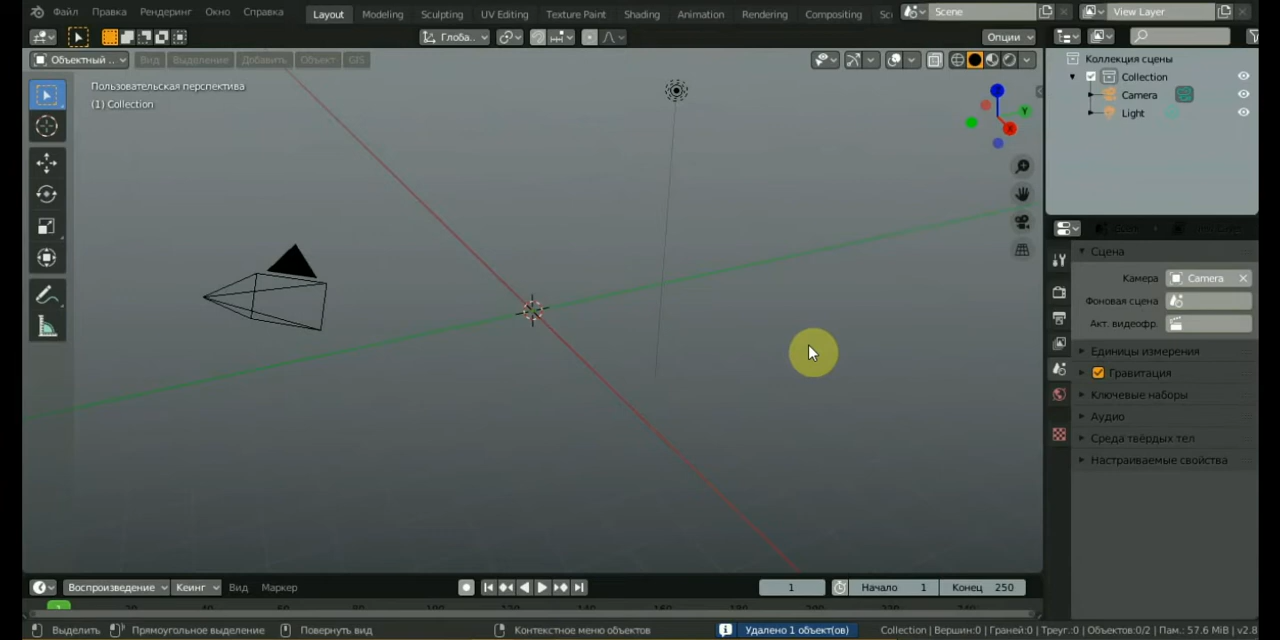 Файл Правка Рендеринг Окно Справка Layout Modeling Sculpting UV Editing Texture Paint Shading Animation Rendering Compositing Sc Scene View Layer
Глоба.. Опции
Объектный .. Вид Выделение Добавить Объект GIS
Пользовательская перспектива
(1) Collection
Y
X
Коллекция сцены
Collection
Camera
Light
Сцена
Камера Camera
Фоновая сцена
Акт. видеофр.
Единицы измерения
Гравитация
Ключевые наборы
Аудио
Среда твёрдых тел
Настраиваемые свойства
Воспроизведение Кеинг Вид Маркер 1 Начало 1 Конец 250
Выделить Прямоугольное выделение Повернуть вид Контекстное меню объектов Удалено 1 объект(ов) Collection | Вершин:0 | Граней:0 | Треуг.:0 | Объектов:0/2 | Пам.: 57.6 MiB | v2.8